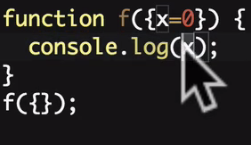 function f({x=0}) {
  console.log(x);
}
f({});